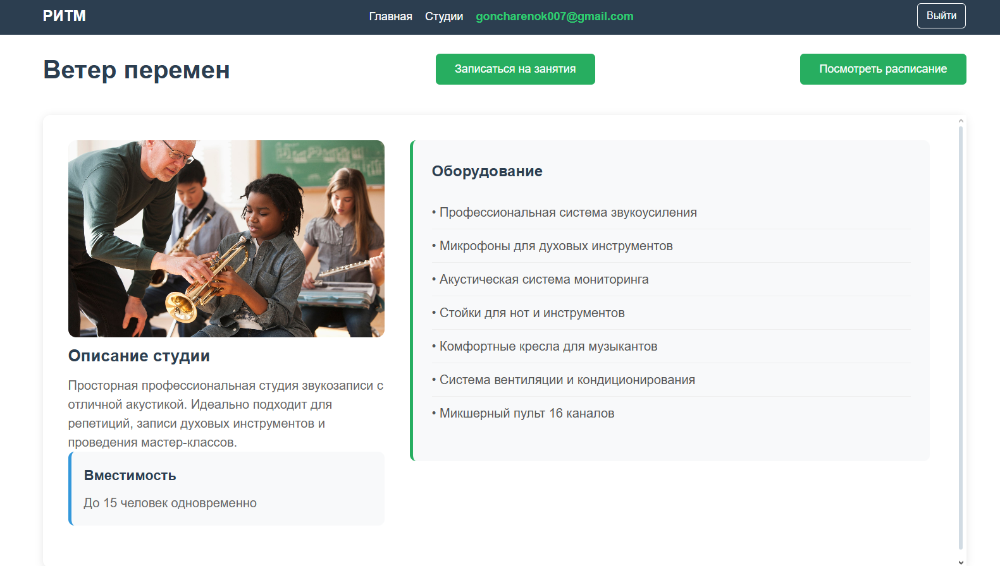 РИТМ
Главная
Студии
goncharenok007@gmail.com
Выйти
Ветер перемен
Записаться на занятия
Посмотреть расписание
Описание студии
Просторная профессиональная студия звукозаписи с
отличной акустикой. Идеально подходит для
репетиций, записи духовых инструментов и
проведения мастер-классов.
Вместимость
До 15 человек одновременно
Оборудование
• Профессиональная система звукоусиления
• Микрофоны для духовых инструментов
• Акустическая система мониторинга
• Стойки для нот и инструментов
• Комфортные кресла для музыкантов
• Система вентиляции и кондиционирования
• Микшерный пульт 16 каналов